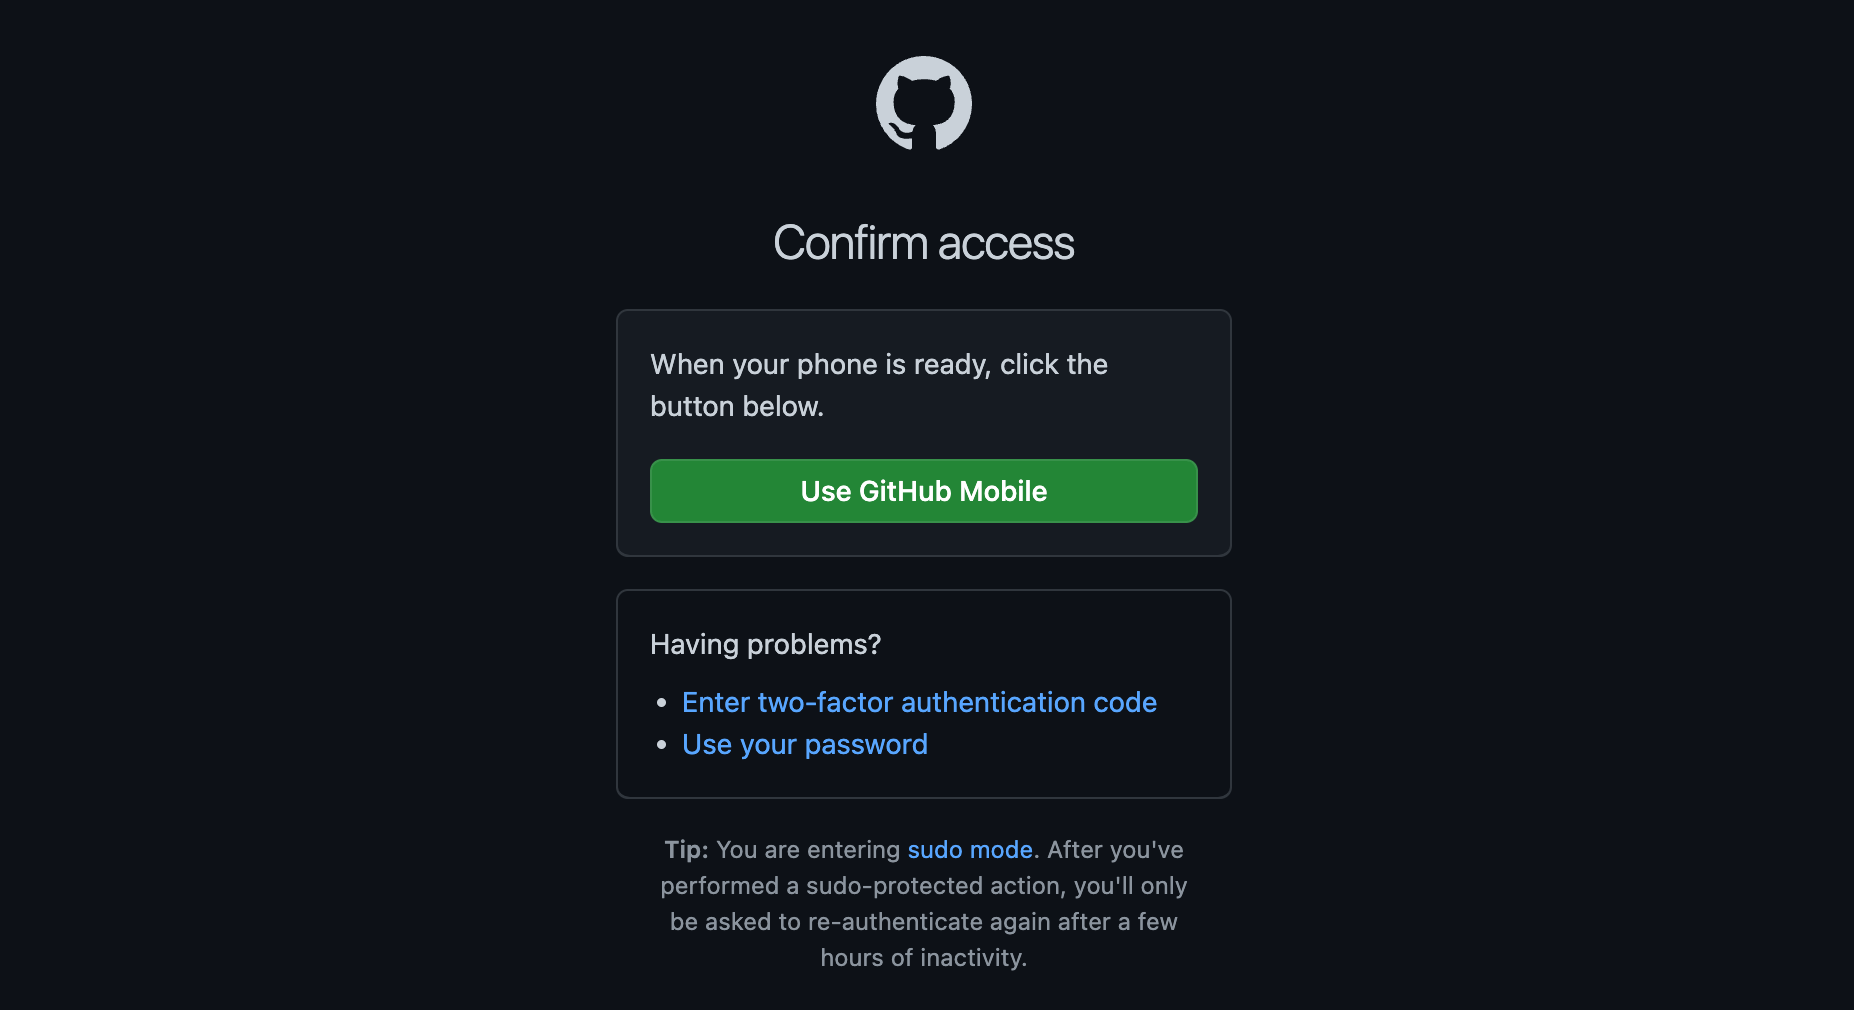 Confirm access
When your phone is ready, click the
button below.
Use GitHub Mobile
Having problems?
• Enter two-factor authentication code
• Use your password
Tip: You are entering sudo mode. After you've
performed a sudo-protected action, you'll only
be asked to re-authenticate again after a few
hours of inactivity.